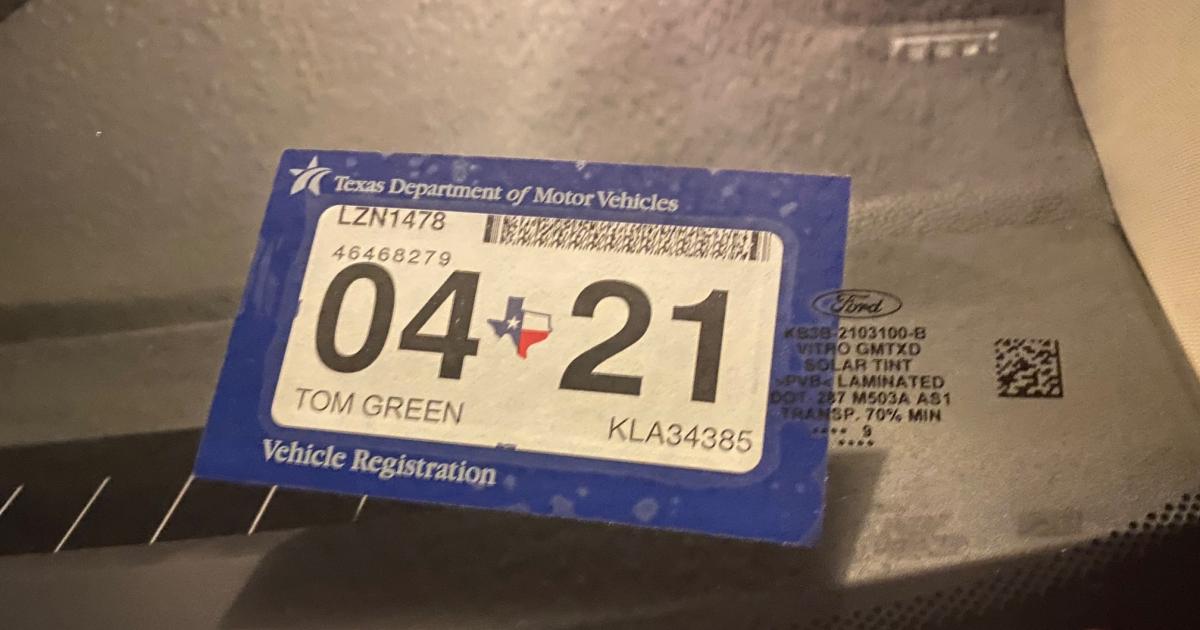 Texas Department of Motor Vehicles
LZN1478
46468279
04 21
TOM GREEN
KLA34385
Vehicle Registration
Ford
KB3B-2103100-B
VITRO GMTXD
SOLAR TINT
>PVB< LAMINATED
DOT 287 M503A AS1
TRANSP. 70% MIN
•••• 9
••••